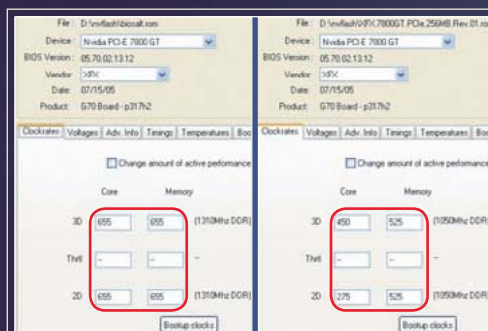 File : D:\nvflash\biosalt.rom
Device : Nvidia PCI-E 7800 GT
BIOS Version : 05.70.02.13.12
Vendor XFX
Date: 07/15/05
Product: G70 Board - p317h2
Clockrates Voltages Adv. Info Timings Temperatures Boo
Change amount of active performance
Core Memory
3D 655 655 (1310Mhz DDR)
Thrtl - - -
2D 655 655 (1310Mhz DDR)
Bootup clocks
File : D:\nvflash\XFX.7800GT.PCIe.256MB.Rev.01.ro
Device : Nvidia PCI-E 7800 GT
BIOS Version : 05.70.02.13.12
Vendor XFX
Date: 07/15/05
Product: G70 Board - p317h2
Clockrates Voltages Adv. Info Timings Temperatures Boo
Change amount of active performance
Core Memory
3D 450 525 (1050Mhz DDR)
Thrtl - - -
2D 275 525 (1050Mhz DDR)
Bootup clocks